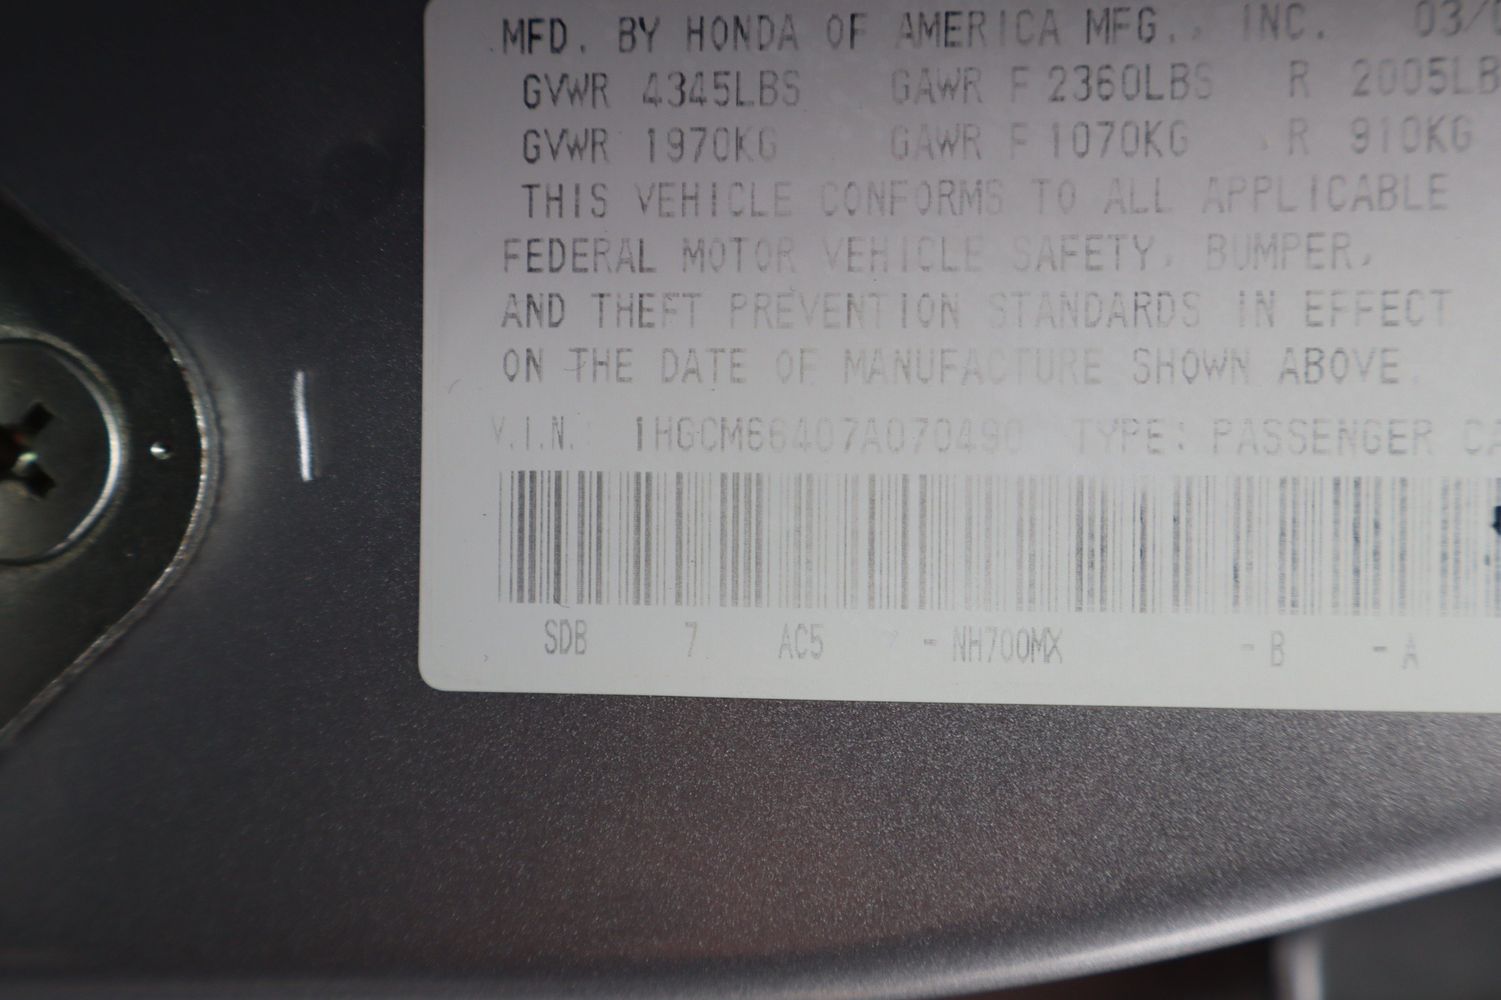 MFD. BY HONDA OF AMERICA MFG., INC. 03/
GVWR 4345LBS GAWR F 2360LBS R 2005LB
GVWR 1970KG GAWR F 1070KG R 910KG
THIS VEHICLE CONFORMS TO ALL APPLICABLE
FEDERAL MOTOR VEHICLE SAFETY, BUMPER,
AND THEFT PREVENTION STANDARDS IN EFFECT
ON THE DATE OF MANUFACTURE SHOWN ABOVE.
V.I.N.: 1HGCM66407A070490 TYPE: PASSENGER CA
SDB 7 AC5 - NH700MX - B - A